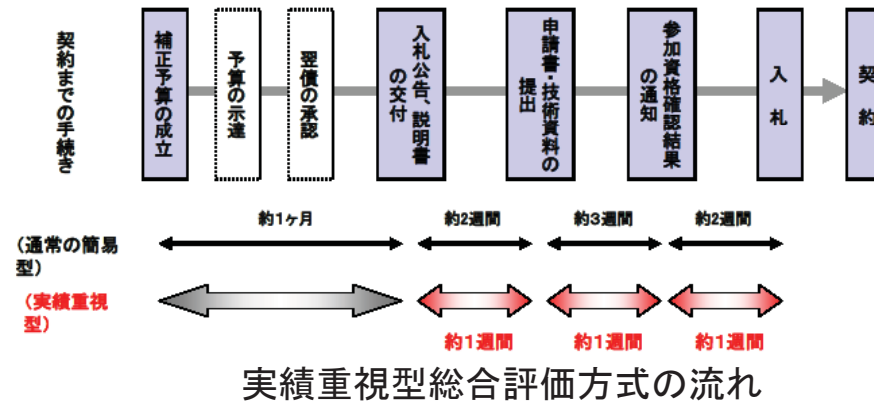 契約までの手続き
補正予算の成立
予算の示達
翌債の承認
入札公告、説明書
の交付
申請書・技術資料の
提出
参加資格確認結果
の通知
入札
契約
約1ヶ月
約2週間
約3週間
約2週間
(通常の簡易
型)
(実績重視
型)
約1週間
約1週間
約1週間
実績重視型総合評価方式の流れ